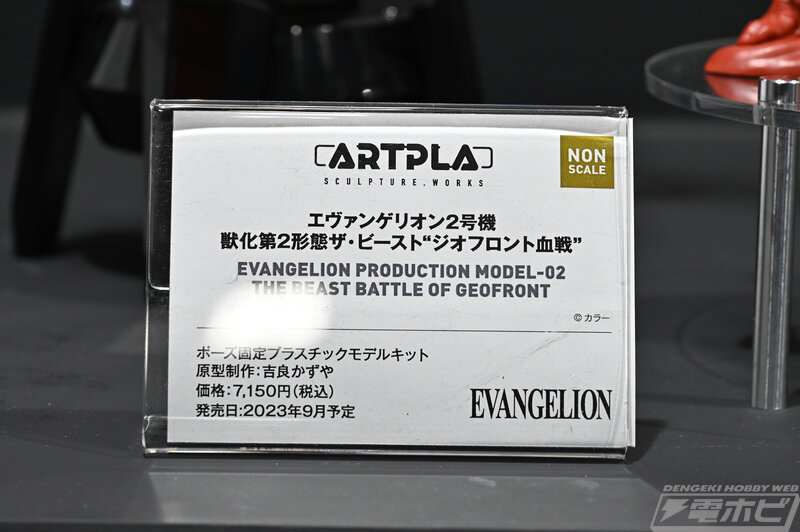 ARTPLA
SCULPTURE.WORKS
NON
SCALE
エヴァンゲリオン2号機
獣化第2形態ザ・ビースト“ジオフロント血戦”
EVANGELION PRODUCTION MODEL-02
THE BEAST BATTLE OF GEOFRONT
©カラー
ポーズ固定プラスチックモデルキット
原型制作:吉良かずや
価格:7,150円(税込)
発売日:2023年9月予定
EVANGELION
DENGEKI HOBBY WEB
電ホビ